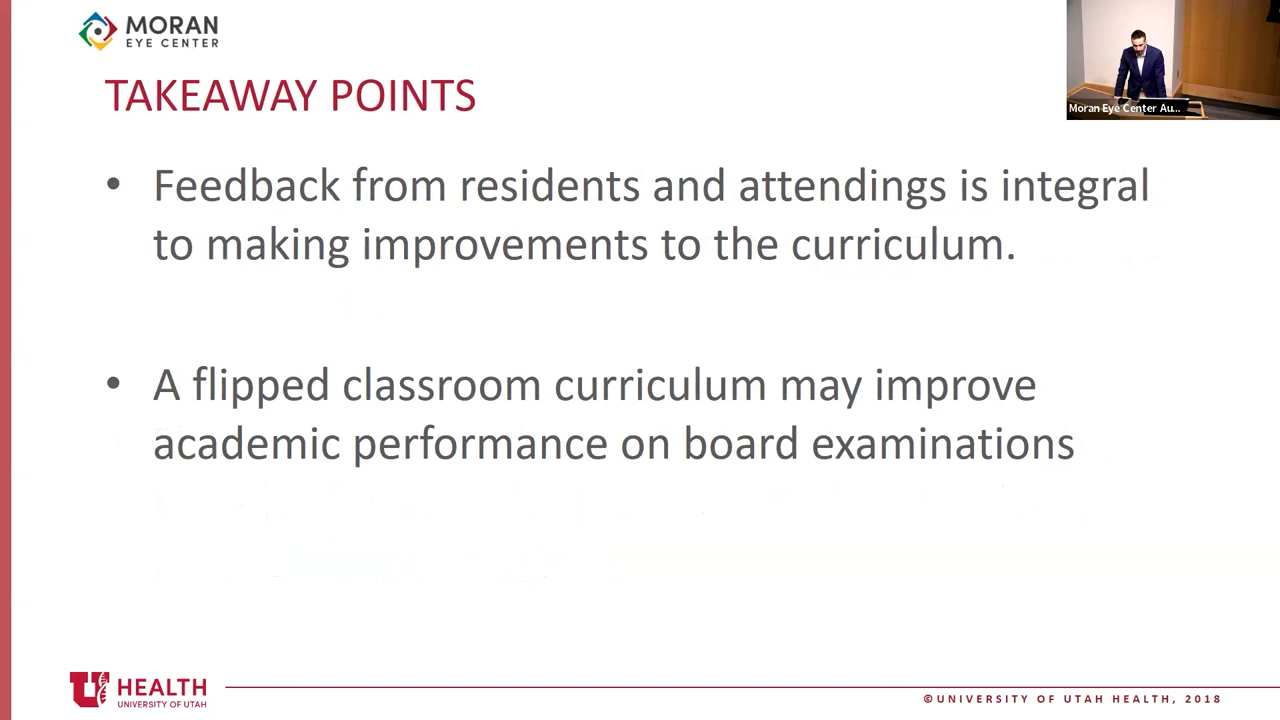 MORAN
EYE CENTER
Moran Eye Center Au...
TAKEAWAY POINTS
• Feedback from residents and attendings is integral
to making improvements to the curriculum.
• A flipped classroom curriculum may improve
academic performance on board examinations
U HEALTH
UNIVERSITY OF UTAH
©UNIVERSITY OF UTAH HEALTH, 2018